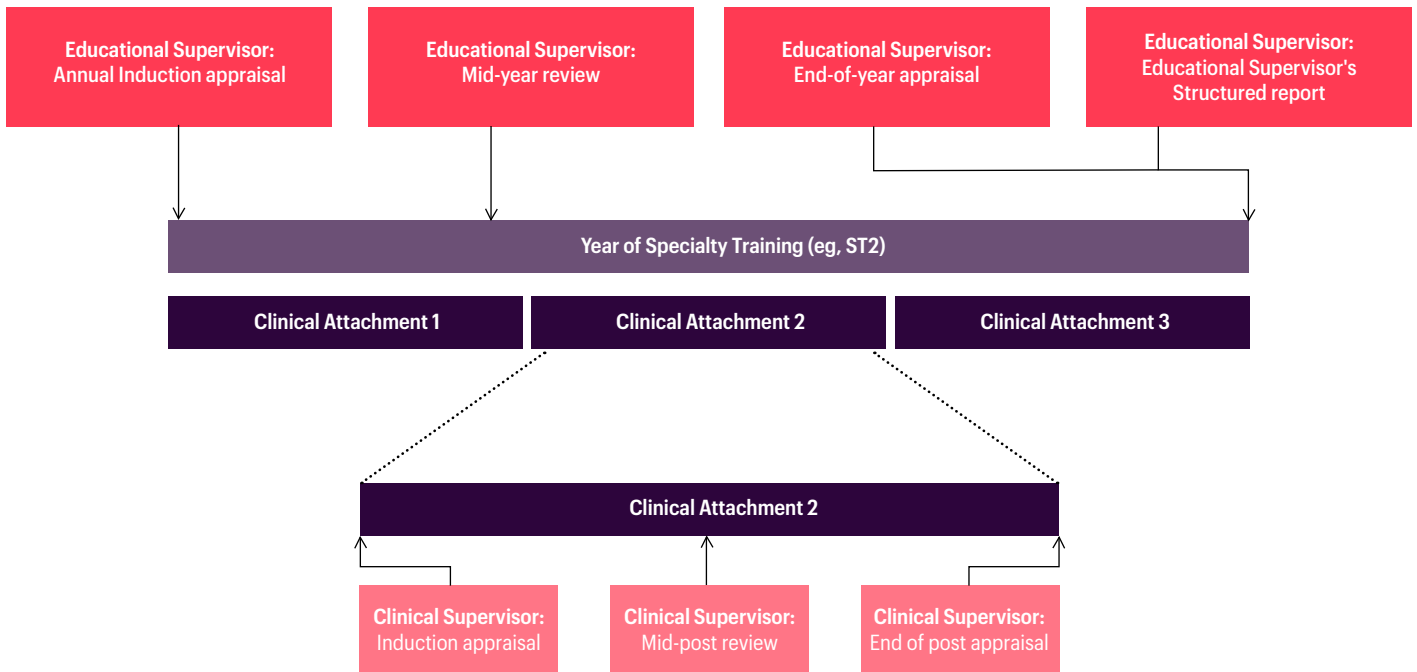 Educational Supervisor:
Annual Induction appraisal
Educational Supervisor:
Mid-year review
Educational Supervisor:
End-of-year appraisal
Educational Supervisor:
Educational Supervisor's
Structured report
Year of Specialty Training (eg, ST2)
Clinical Attachment 1
Clinical Attachment 2
Clinical Attachment 3
Clinical Attachment 2
Clinical Supervisor:
Induction appraisal
Clinical Supervisor:
Mid-post review
Clinical Supervisor:
End of post appraisal